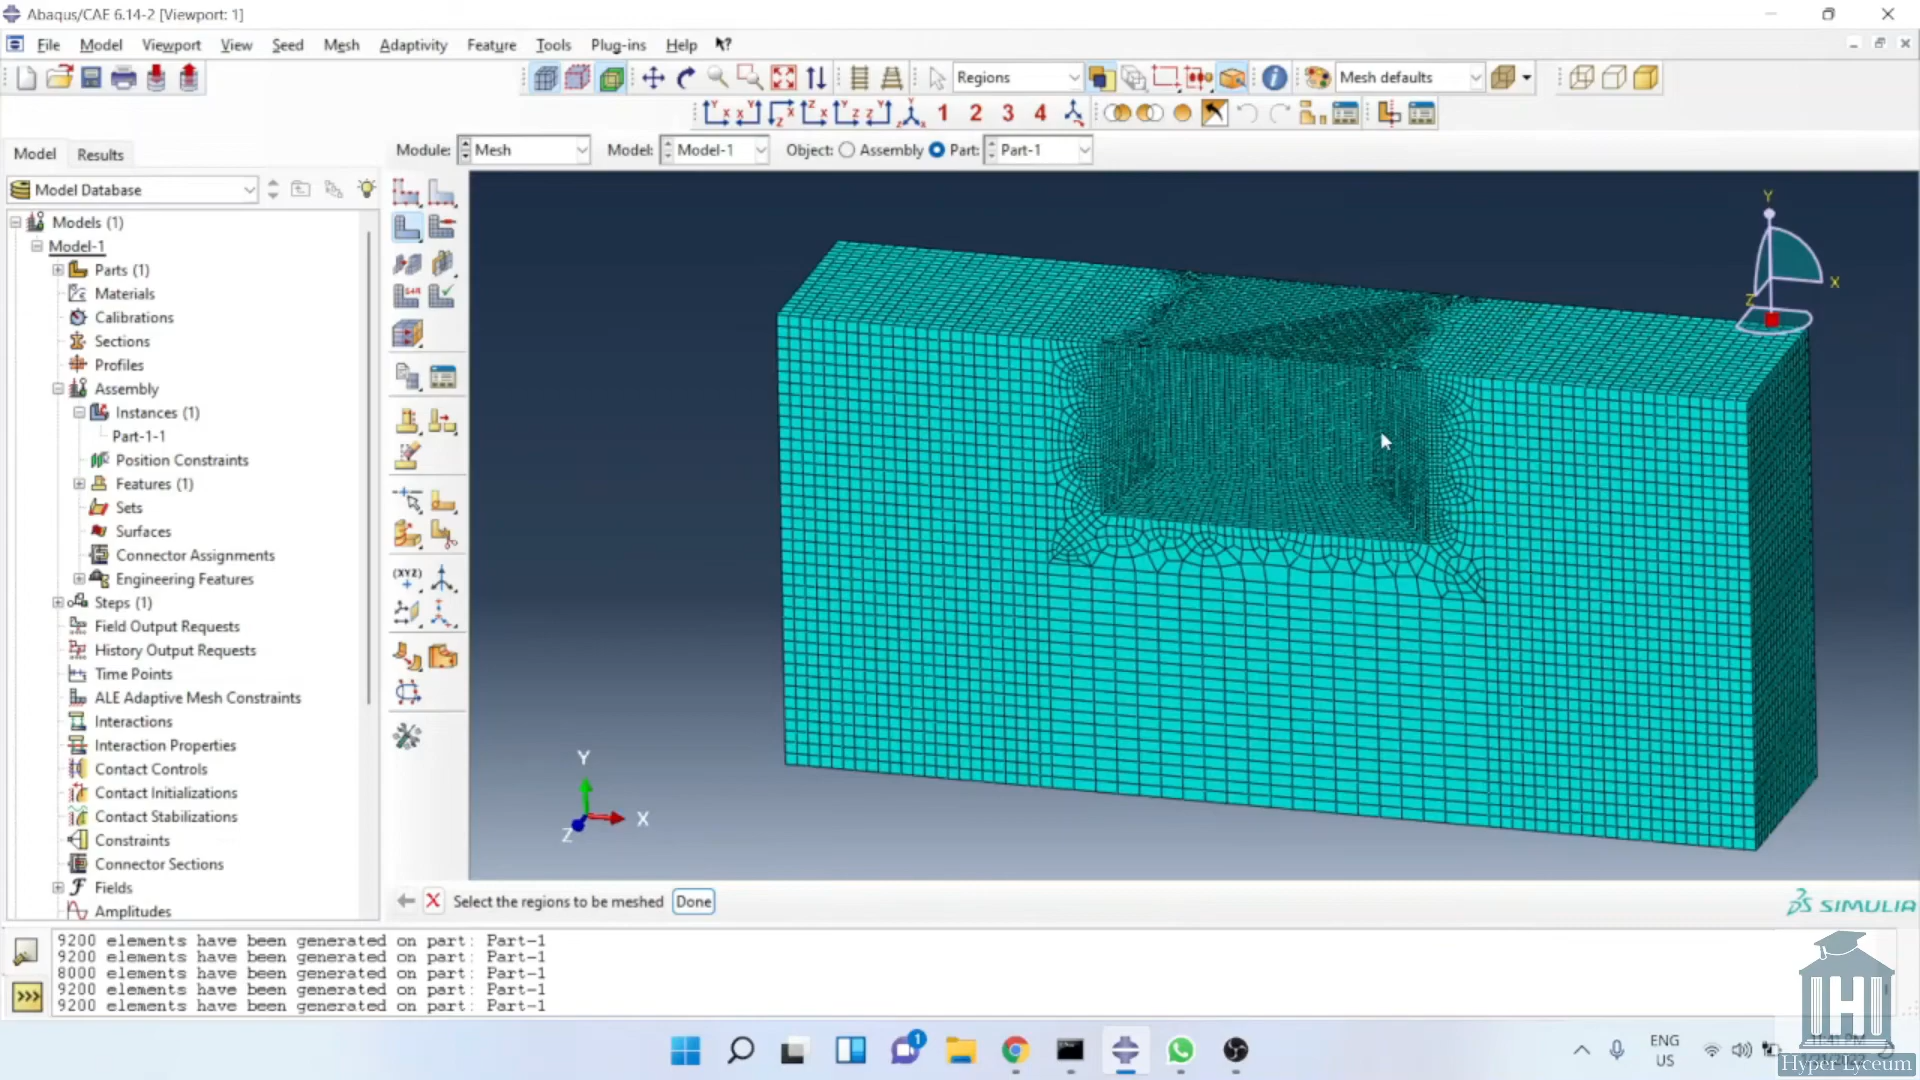 Abaqus/CAE 6.14-2 [Viewport: 1]
File Model Viewport View Seed Mesh Adaptivity Feature Tools Plug-ins Help
Regions
Mesh defaults
1 2 3 4
Module: Mesh Model: Model-1 Object: Assembly Part: Part-1
Model Results
Model Database
Models (1)
Model-1
Parts (1)
Materials
Calibrations
Sections
Profiles
Assembly
Instances (1)
Part-1-1
Position Constraints
Features (1)
Sets
Surfaces
Connector Assignments
Engineering Features
Steps (1)
Field Output Requests
History Output Requests
Time Points
ALE Adaptive Mesh Constraints
Interactions
Interaction Properties
Contact Controls
Contact Initializations
Contact Stabilizations
Constraints
Connector Sections
Fields
Amplitudes
(XYZ)
Y
X
Z
Y
X
Z
Select the regions to be meshed Done
SIMULIA
9200 elements have been generated on part: Part-1
9200 elements have been generated on part: Part-1
8000 elements have been generated on part: Part-1
9200 elements have been generated on part: Part-1
9200 elements have been generated on part: Part-1
>>>
1
ENG
US
H
Hyper Lyceum